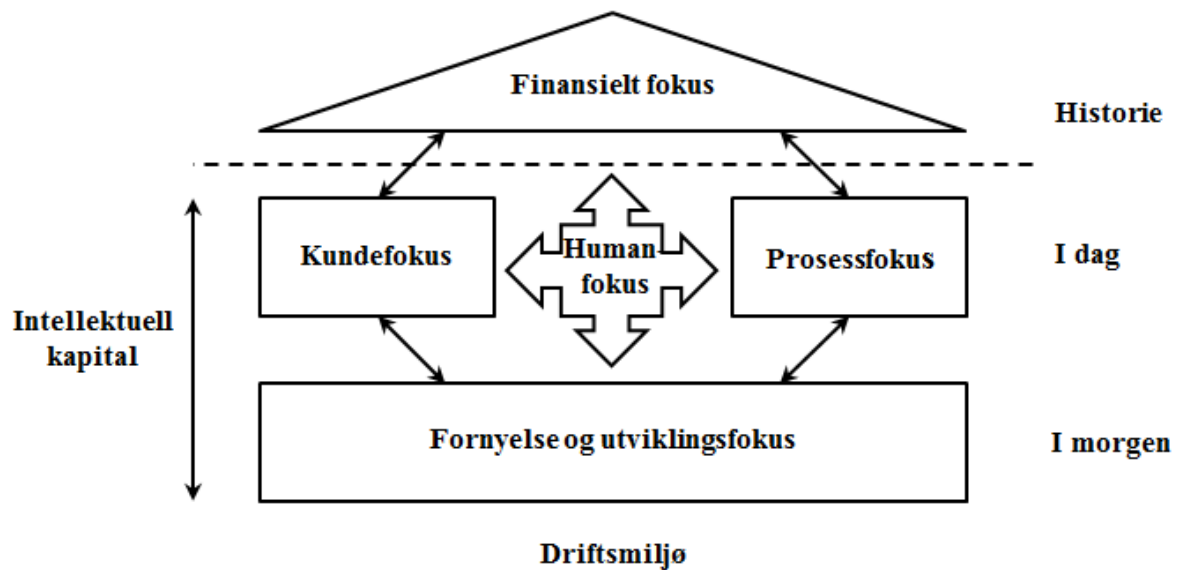 Finansielt fokus
Historie
Kundefokus
Human-
fokus
Prosessfokus
I dag
Intellektuell
kapital
Fornyelse og utviklingsfokus
I morgen
Driftsmiljø